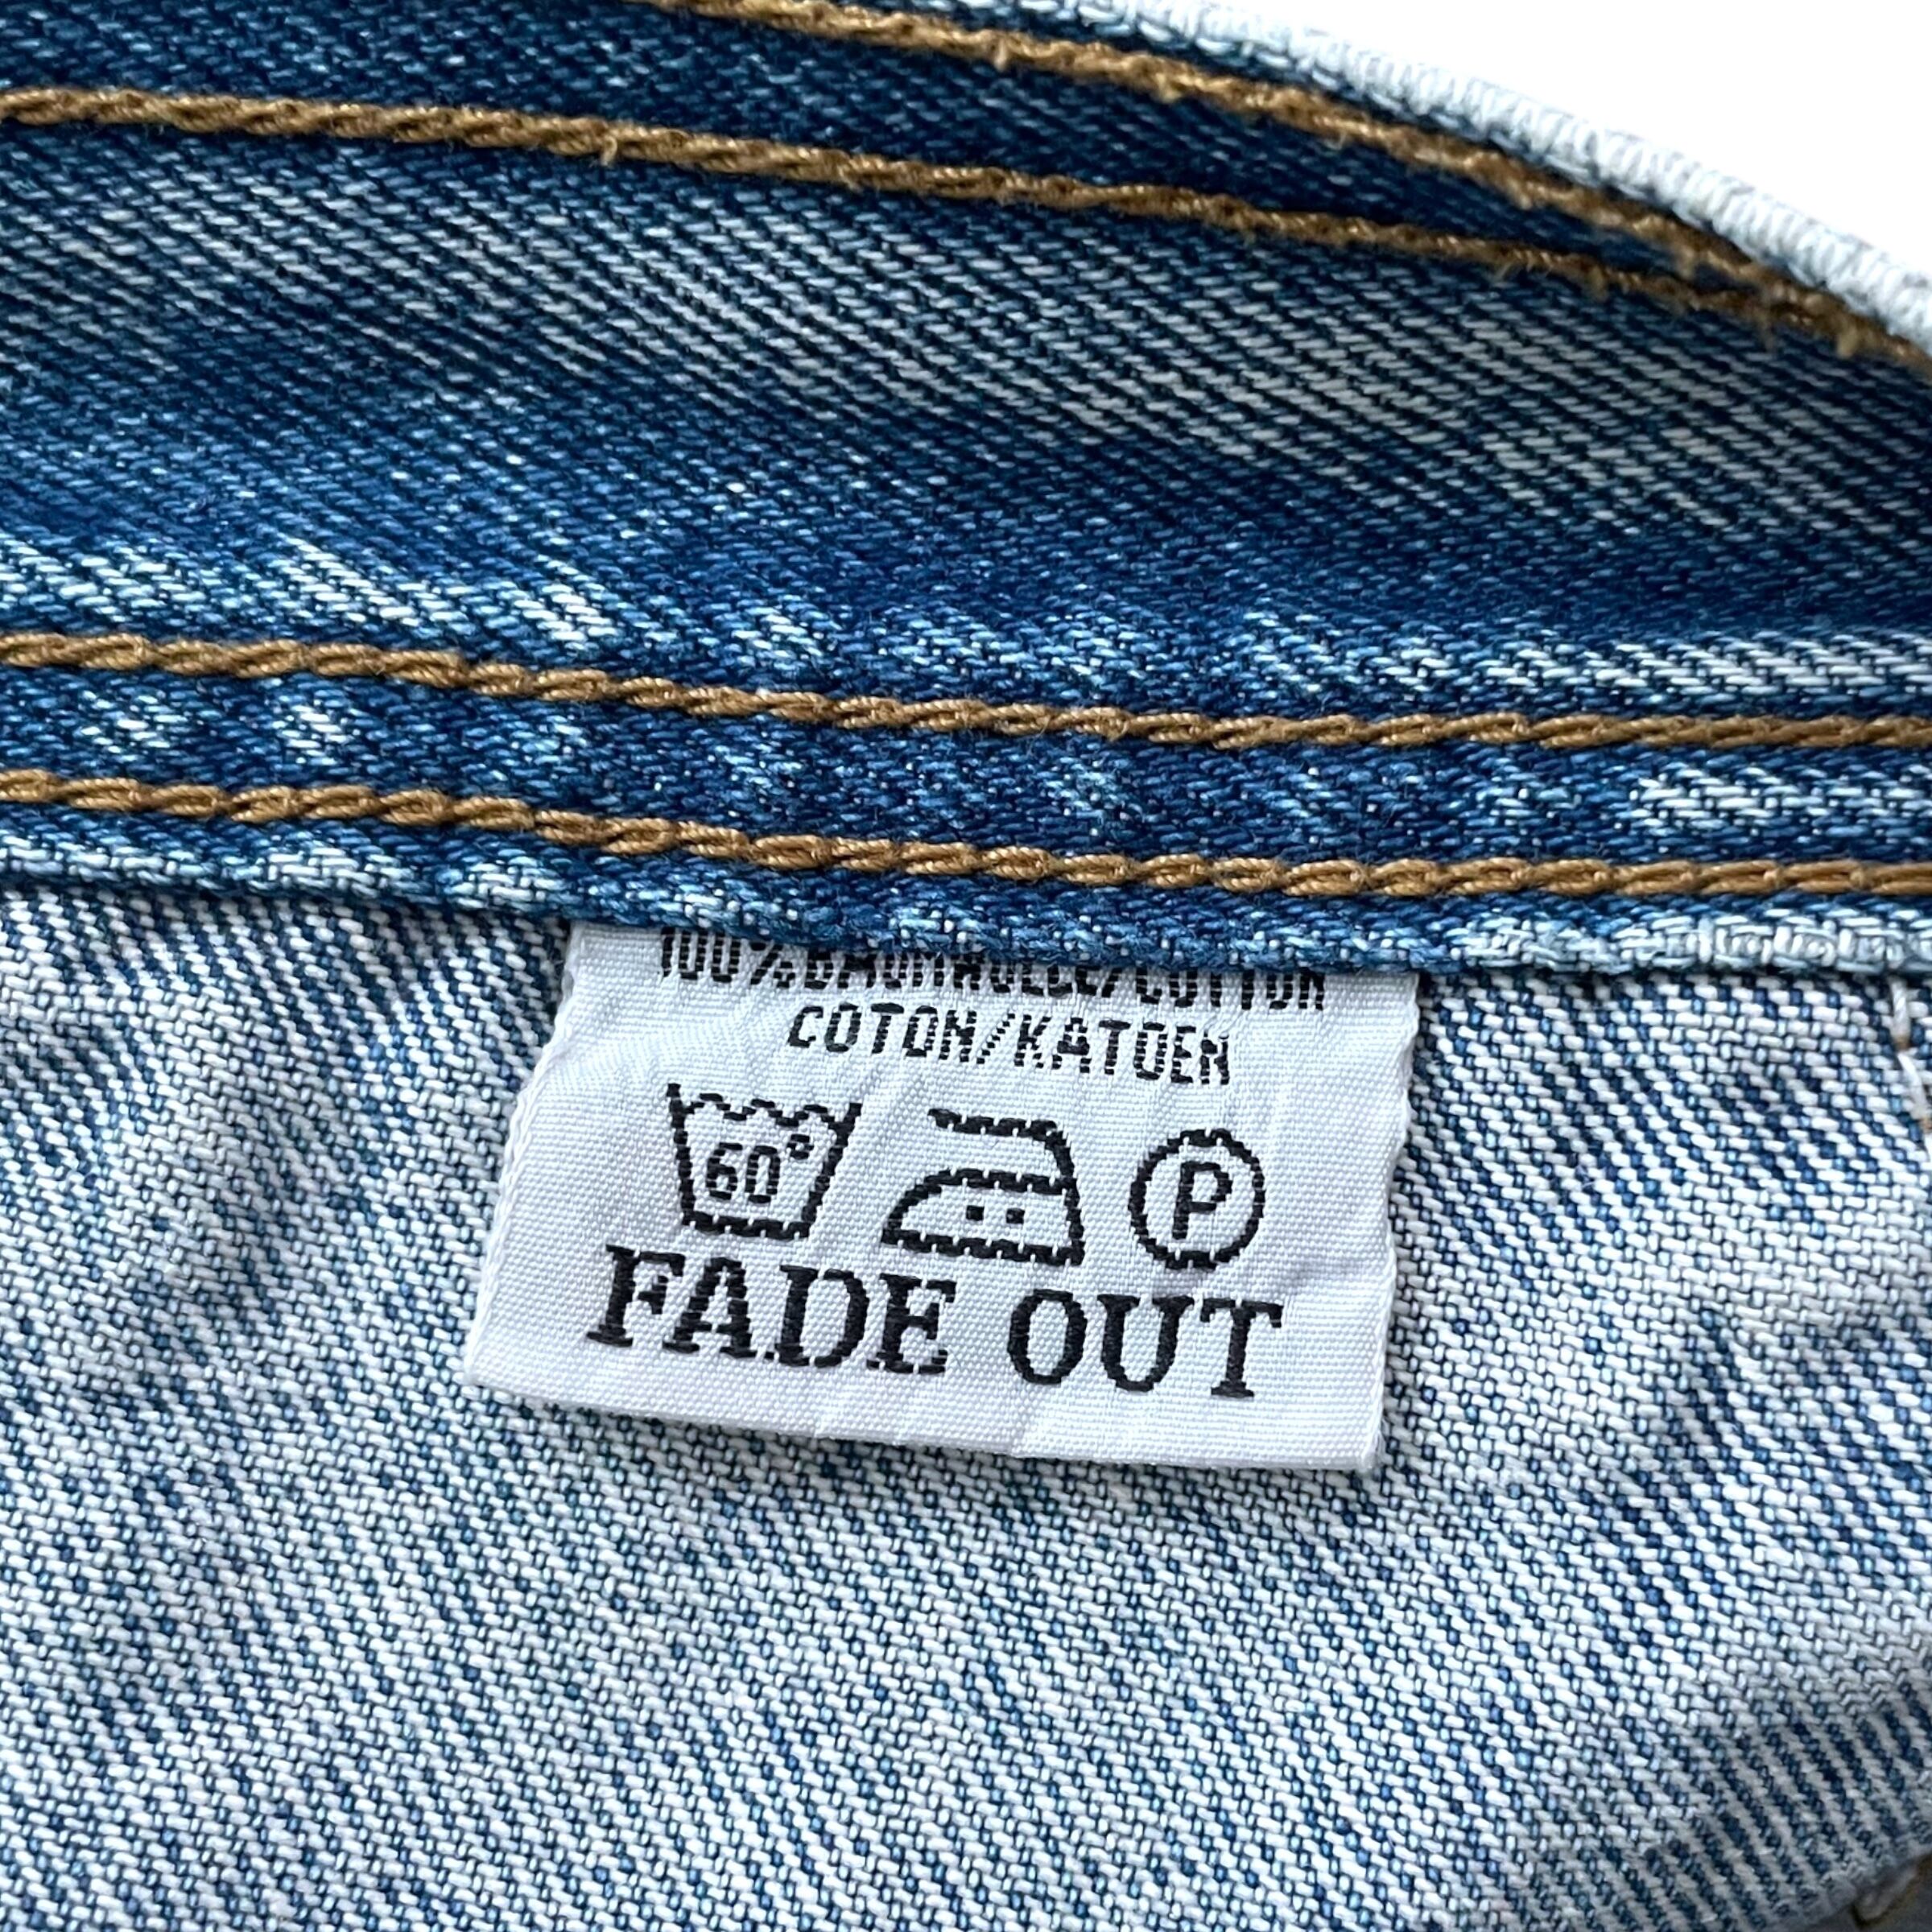 100% BAUMWOLLE/COTTON
COTON/KATOEN
60°
P
FADE OUT